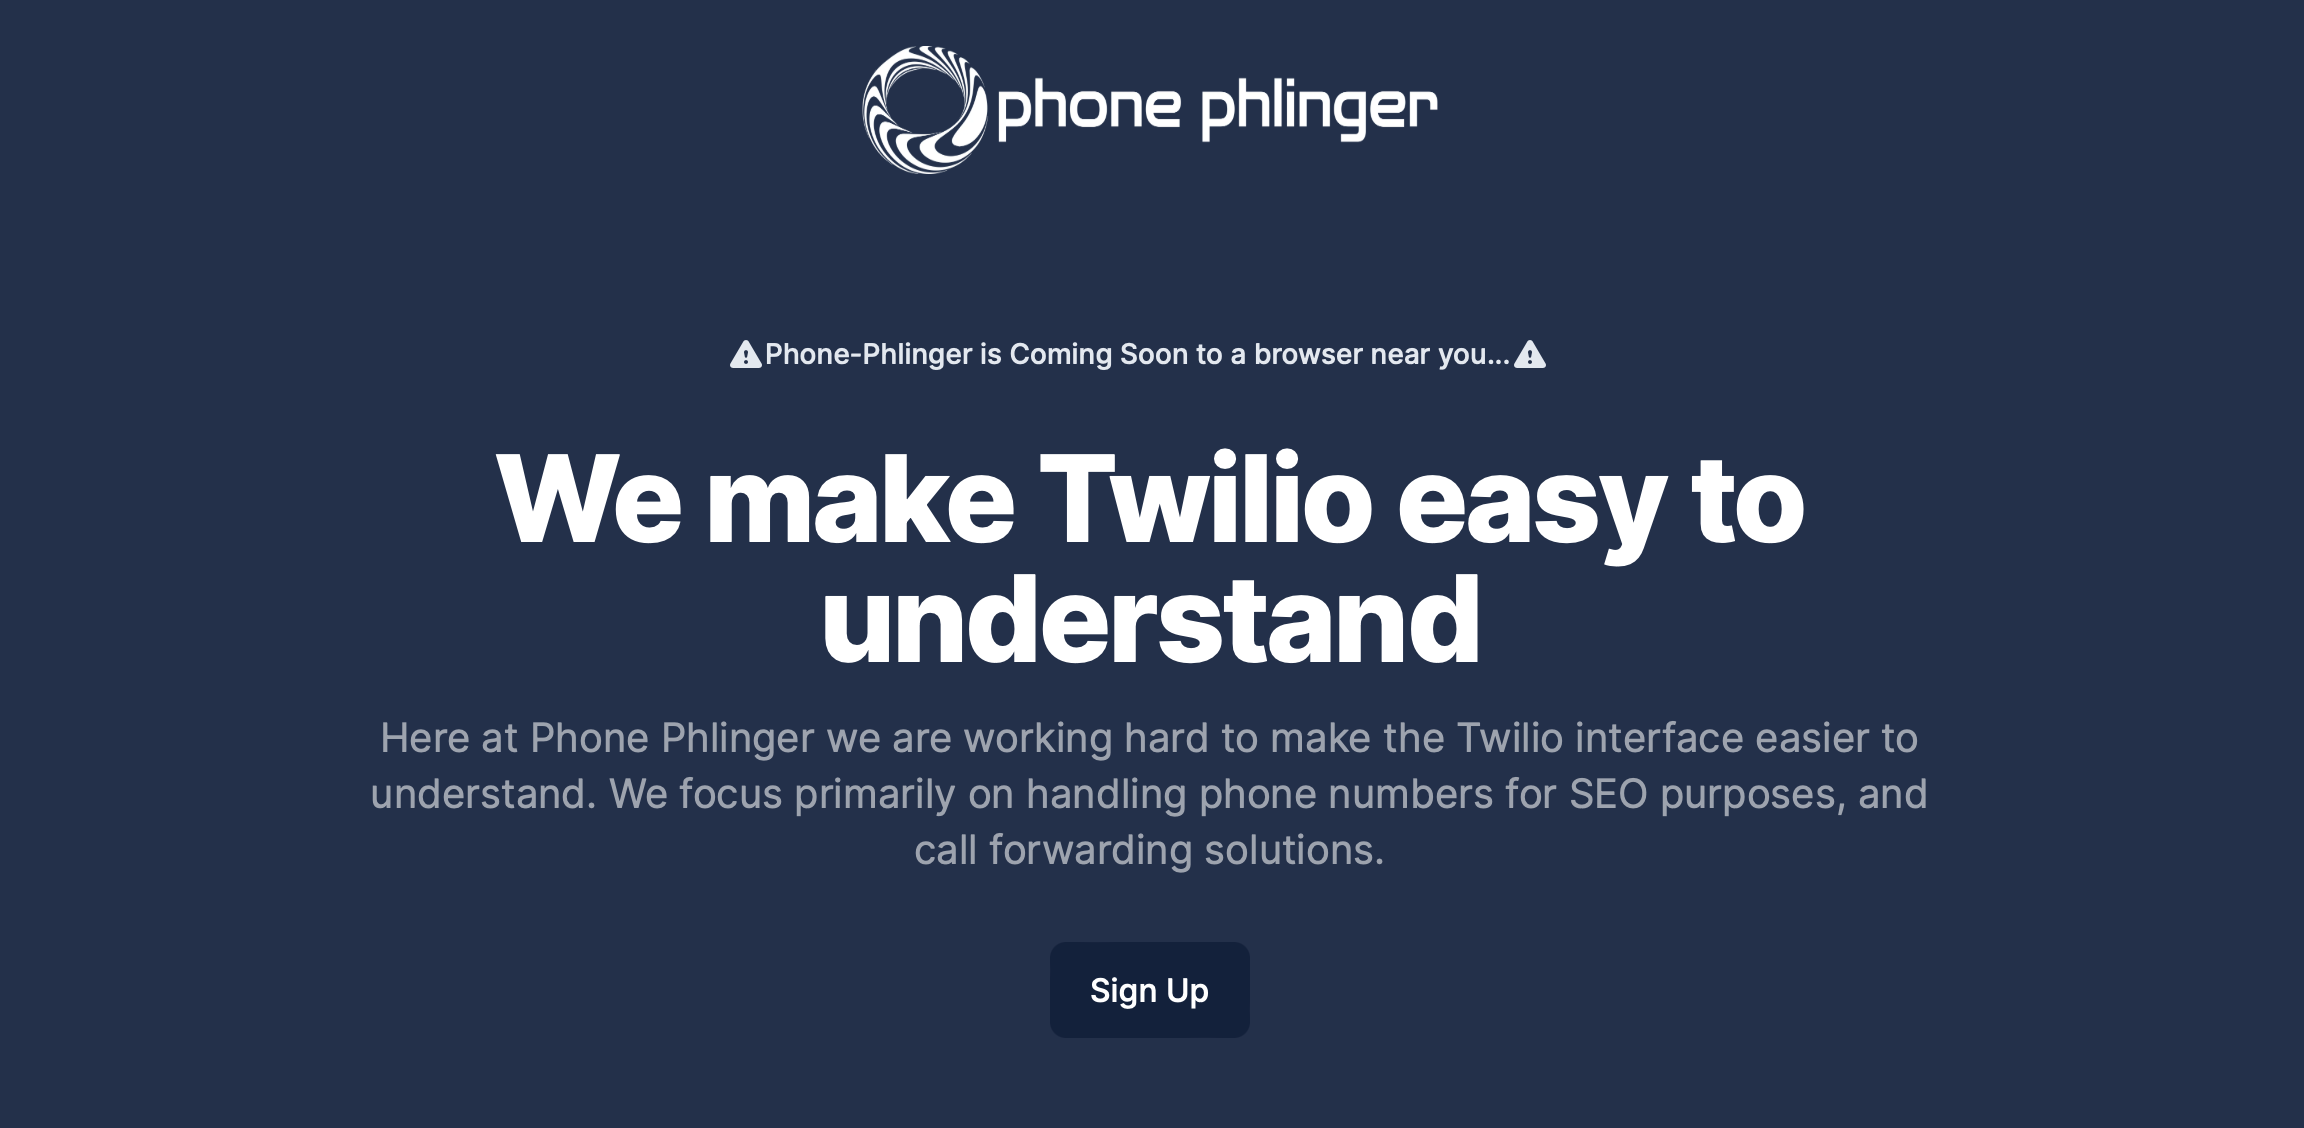 phone phlinger
Phone-Phlinger is Coming Soon to a browser near you...
We make Twilio easy to
understand
Here at Phone Phlinger we are working hard to make the Twilio interface easier to
understand. We focus primarily on handling phone numbers for SEO purposes, and
call forwarding solutions.
Sign Up